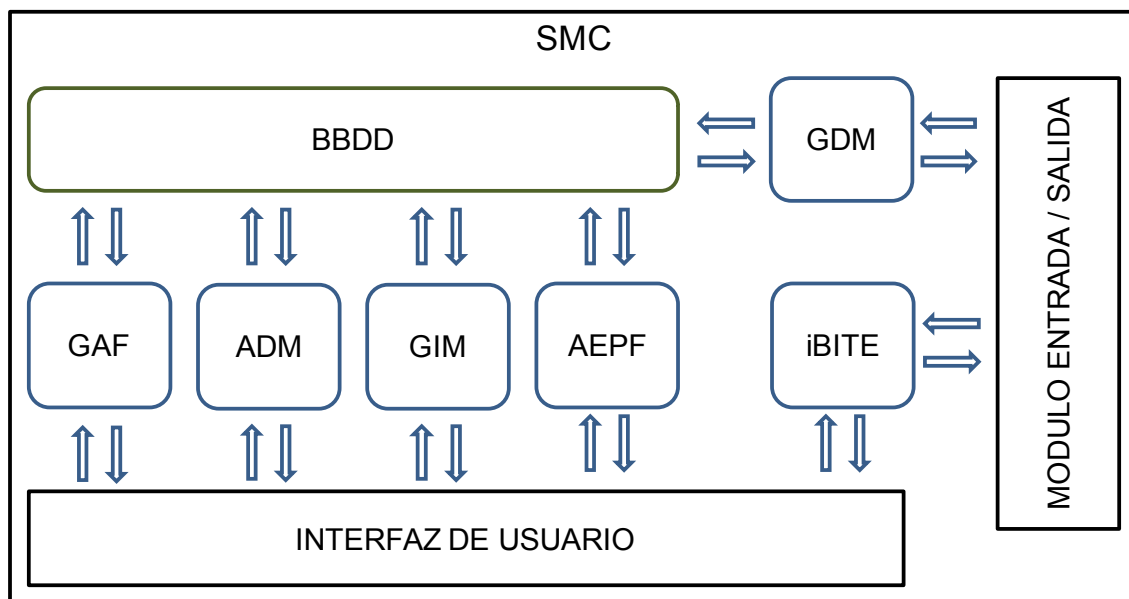 SMC
BBDD
GDM
MODULO ENTRADA / SALIDA
GAF
ADM
GIM
AEPF
iBITE
INTERFAZ DE USUARIO